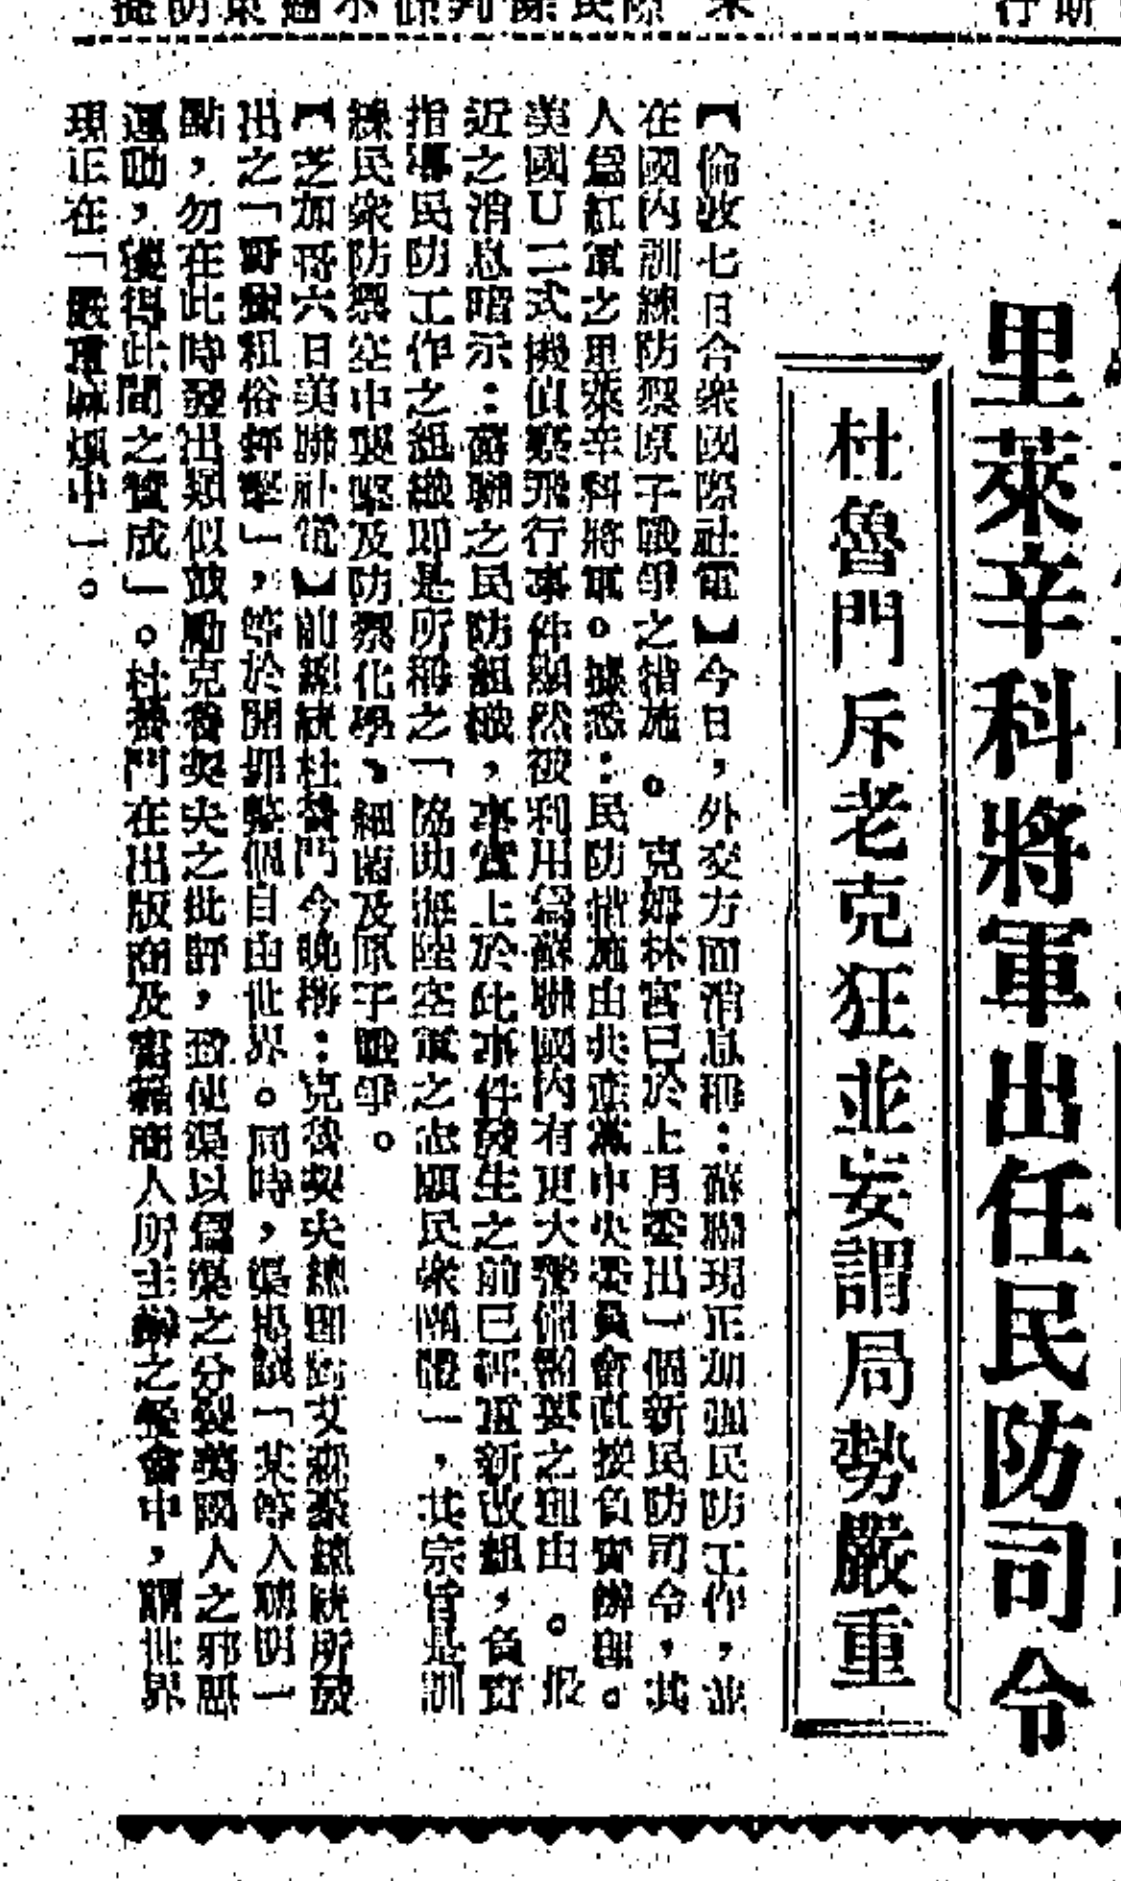 里萊辛科將軍出任民防司令
杜魯門斥老克狂並妄謂局勢嚴重
【倫敦七日合衆國際社電】今日，外交方面消息稱：蘇聯現正加強民防工作，並
在國內訓練防禦原子戰爭之措施。克姆林宮已於上月委出一個新民防司令，其
人爲紅軍之里萊辛科將軍。據悉：民防措施由共產黨中央委員會直接負責辦理。
美國U二式機偵察飛行事件顯然被利用爲蘇聯國內有更大警備需要之理由。最
近之消息暗示：蘇聯之民防組織，事實上於此事件發生之前已經重新改組，負責
指導民防工作之組織即是所稱之「協助海陸空軍之志願民衆團體」，其宗旨是訓
練民衆防禦空中襲擊及防禦化學、細菌及原子戰爭。
【芝加哥六日美聯社電】前總統杜魯門今晚稱：克魯契夫總理對艾森豪總統所發
出之「野蠻粗俗抨擊」，等於開罪整個自由世界。同時，渠提議「某等人聰明一
點，勿在此時發出類似鼓勵克魯契夫之批評，致使渠以爲渠之分裂美國人之邪惡
運動，獲得此間之贊成」。杜魯門在出版商及書報商人所主辦之餐會中，謂世界
現正在「嚴重麻煩中」。